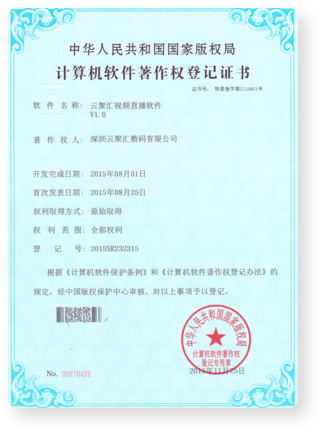 中华人民共和国国家版权局
计算机软件著作权登记证书
证书号： 软著登字第1119401号
软件名称： 云聚汇视频直播软件
V1.0
著作权人： 深圳云聚汇数码有限公司
开发完成日期： 2015年08月01日
首次发表日期： 2015年08月25日
权利取得方式： 原始取得
权利范围： 全部权利
登记号： 2015SR232315
根据《计算机软件保护条例》和《计算机软件著作权登记办法》的
规定，经中国版权保护中心审核，对以上事项予以登记。
中华人民共和国国家版权局
计算机软件著作权
登记专用章
2015年11月25日
No. 00970426